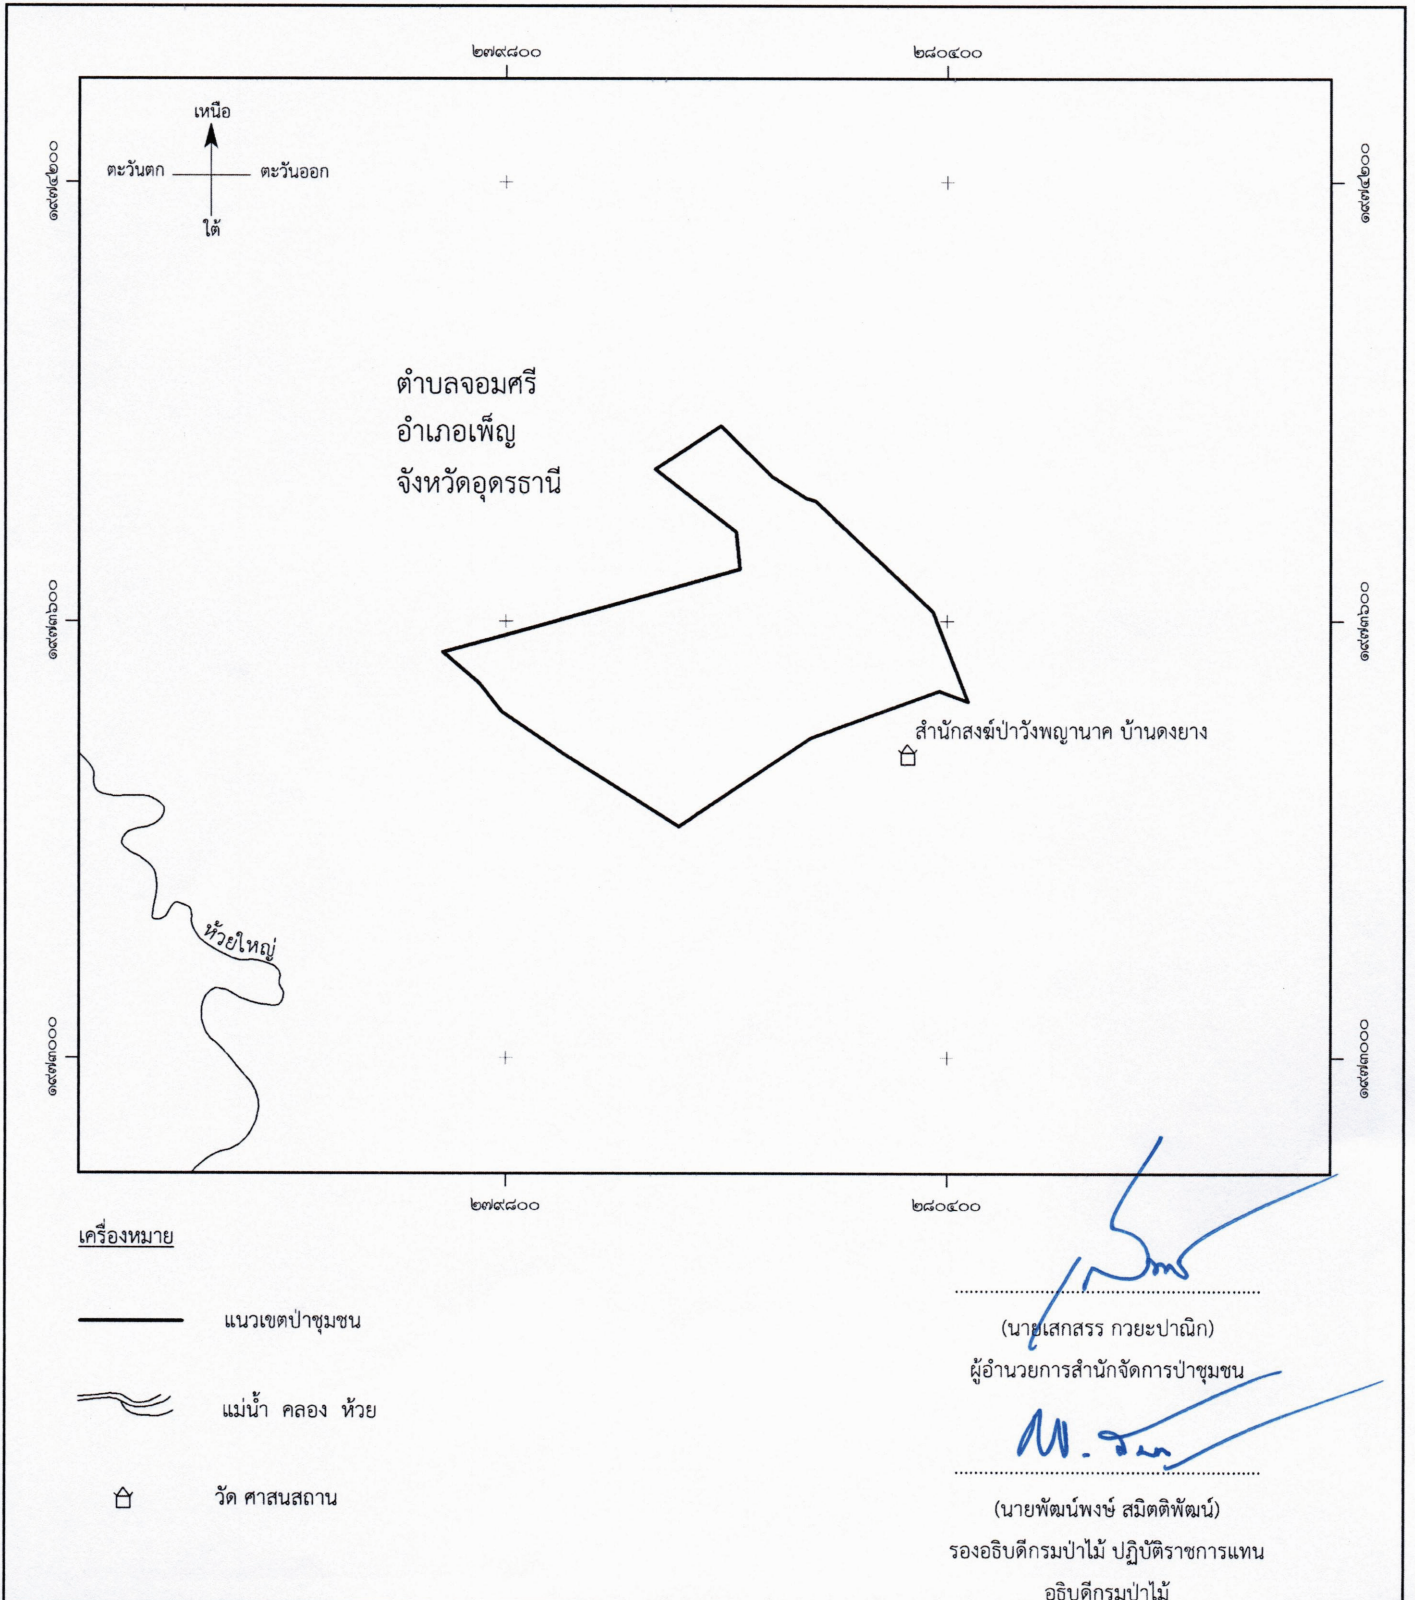 ๒๗๙๘๐๐
๒๘๐๔๐๐
เหนือ
ตะวันตก
ตะวันออก
ใต้
๑๙๗๔๒๐๐
๑๙๗๔๒๐๐
ตำบลจอมศรี
อำเภอเพ็ญ
จังหวัดอุดรธานี
๑๙๗๓๖๐๐
๑๙๗๓๖๐๐
สำนักสงฆ์ป่าวังพญานาค บ้านดงยาง
ห้วยใหญ่
๑๙๗๓๐๐๐
๑๙๗๓๐๐๐
๒๗๙๘๐๐
๒๘๐๔๐๐
เครื่องหมาย
แนวเขตป่าชุมชน
แม่น้ำ คลอง ห้วย
วัด ศาสนสถาน
(นายเสกสรร กวยะปาณิก)
ผู้อำนวยการสำนักจัดการป่าชุมชน
(นายพัฒน์พงษ์ สมิตติพัฒน์)
รองอธิบดีกรมป่าไม้ ปฏิบัติราชการแทน
อธิบดีกรมป่าไม้